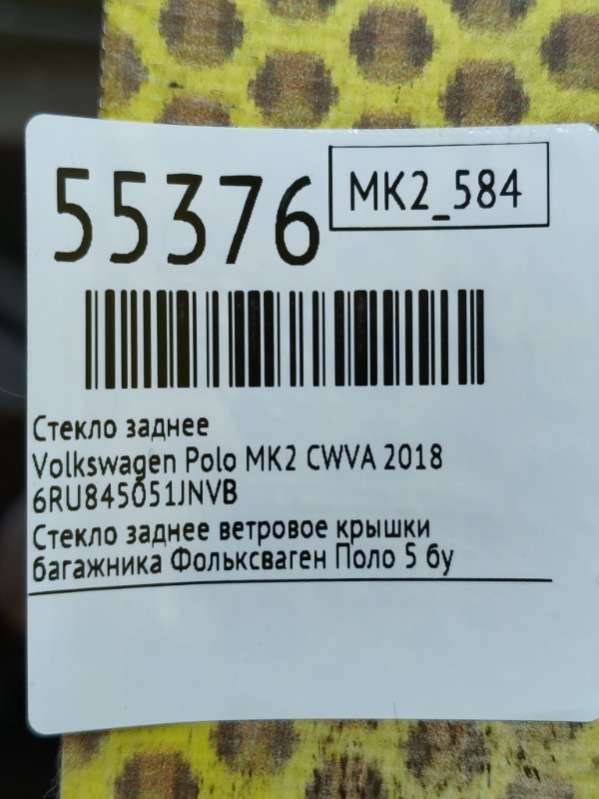 55376
MK2_584
Стекло заднее
Volkswagen Polo MK2 CWVA 2018
6RU845051JNVB
Стекло заднее ветровое крышки
багажника Фольксваген Поло 5 бу